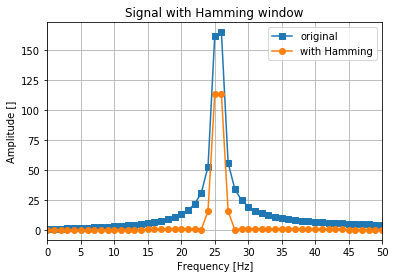 Signal with Hamming window
original
with Hamming
Amplitude []
150
125
100
75
50
25
0
0 5 10 15 20 25 30 35 40 45 50
Frequency [Hz]